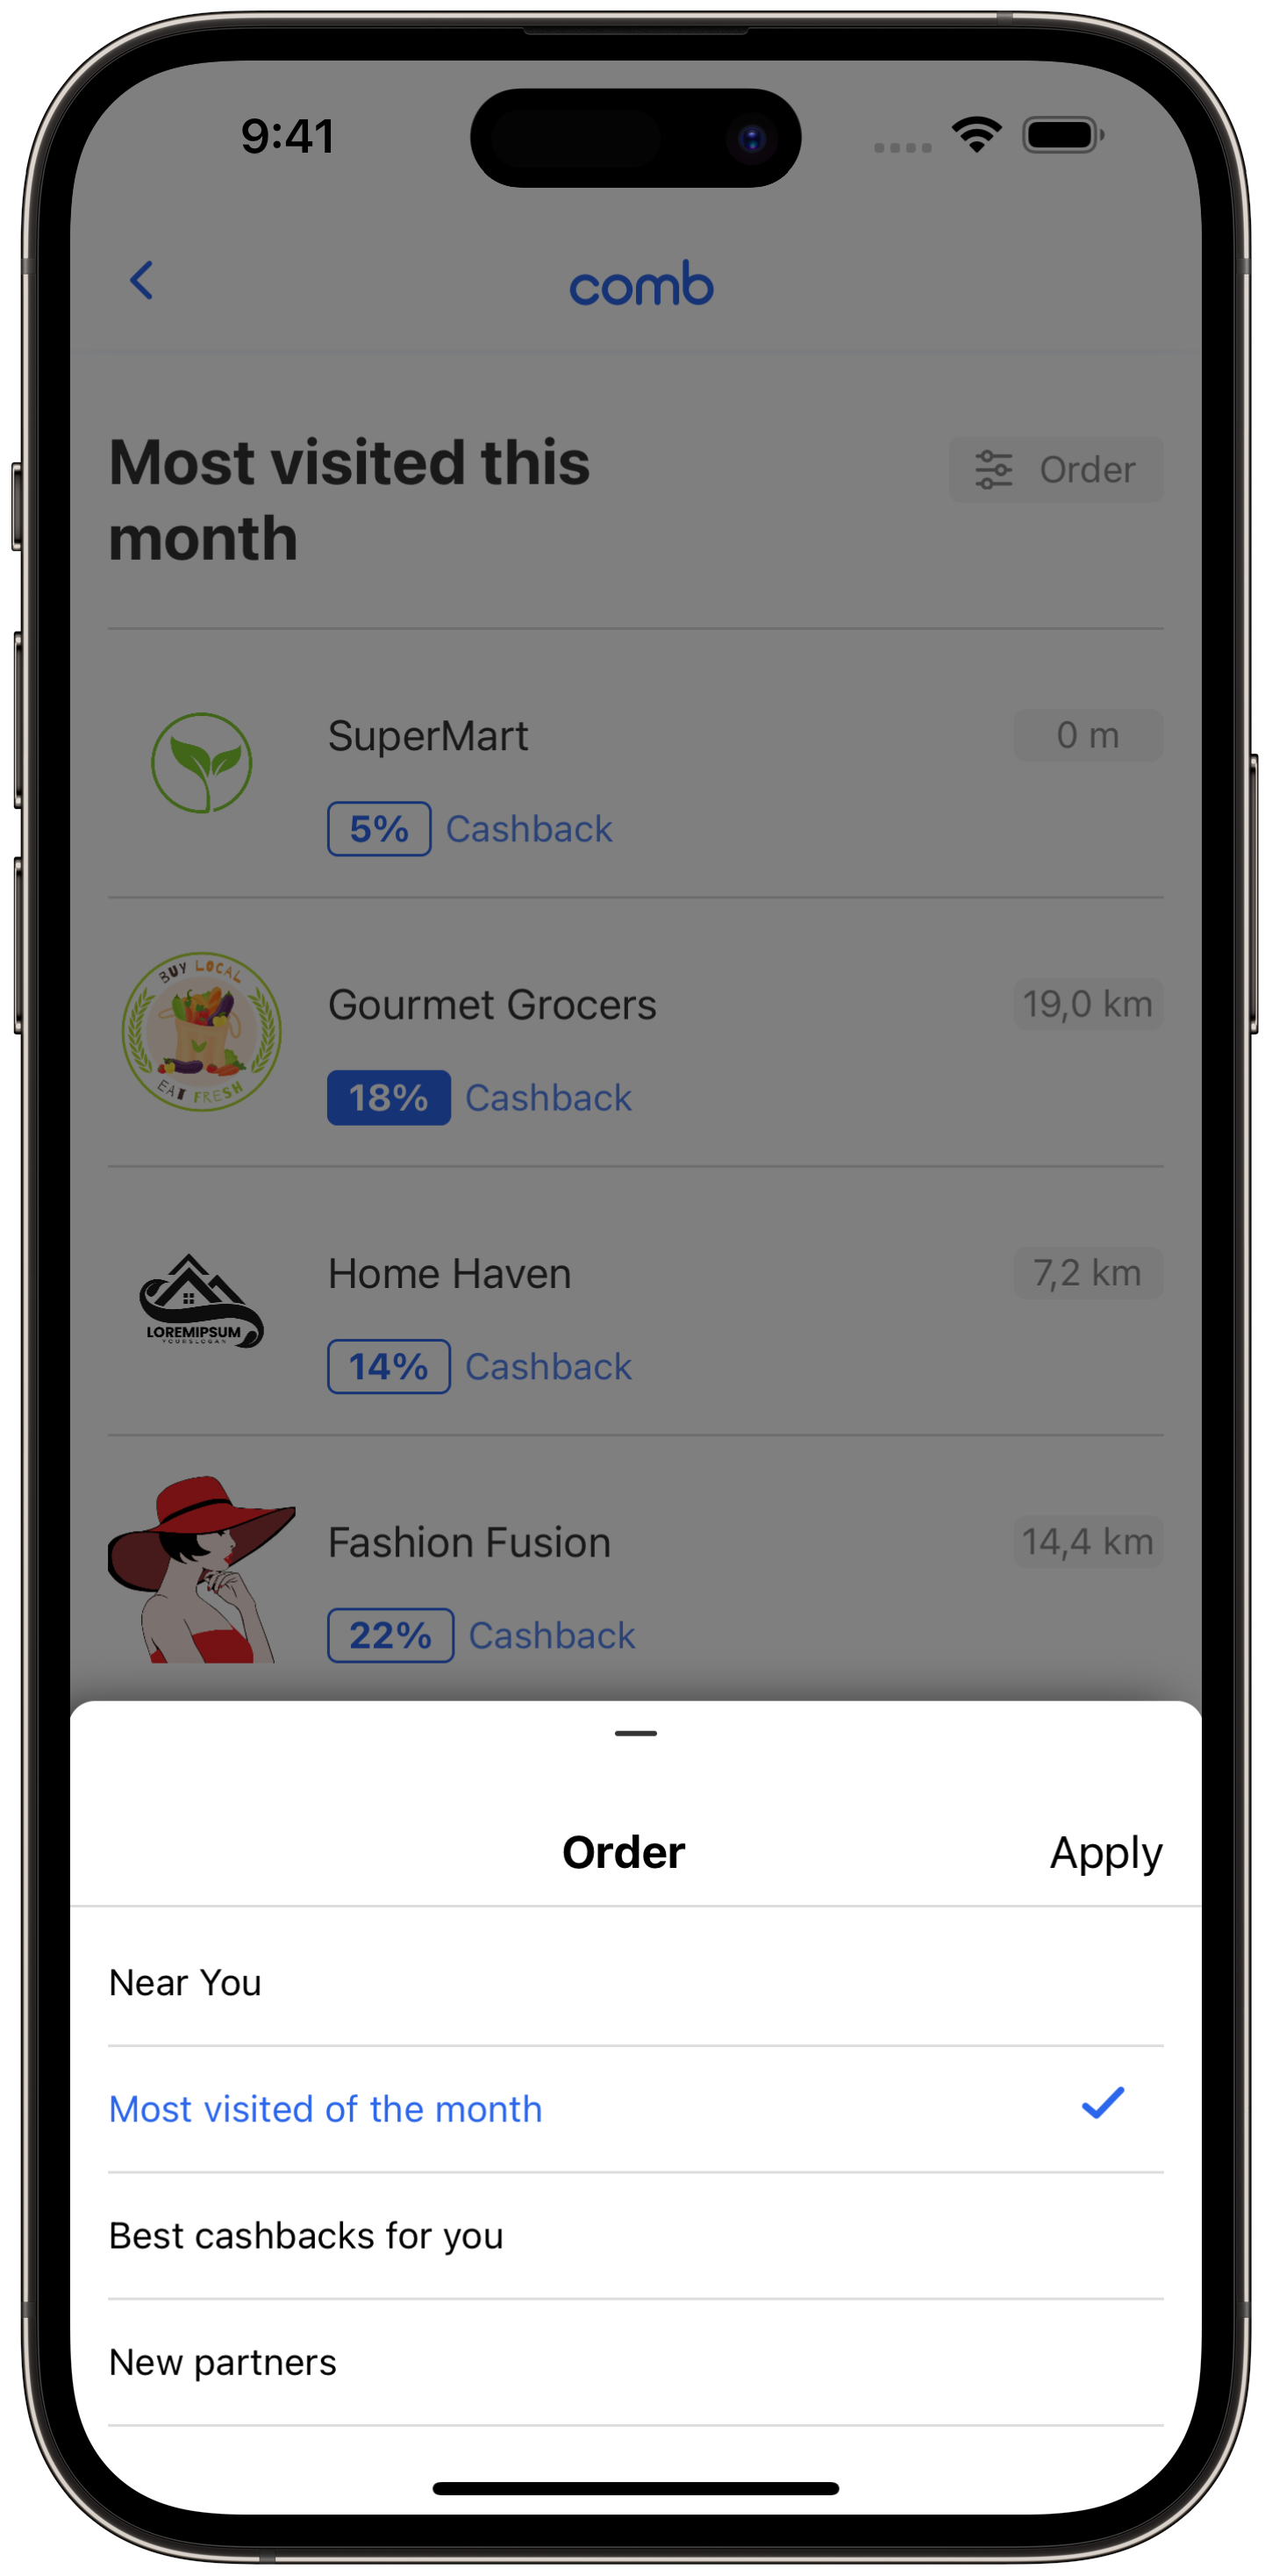 9:41
comb
Most visited this
month
Order
SuperMart
0 m
5% Cashback
BUY LOCAL
EAT FRESH
Gourmet Grocers
19,0 km
18% Cashback
LOREMIPSUM
YOURSLOGAN
Home Haven
7,2 km
14% Cashback
Fashion Fusion
14,4 km
22% Cashback
Order
Apply
Near You
Most visited of the month
Best cashbacks for you
New partners